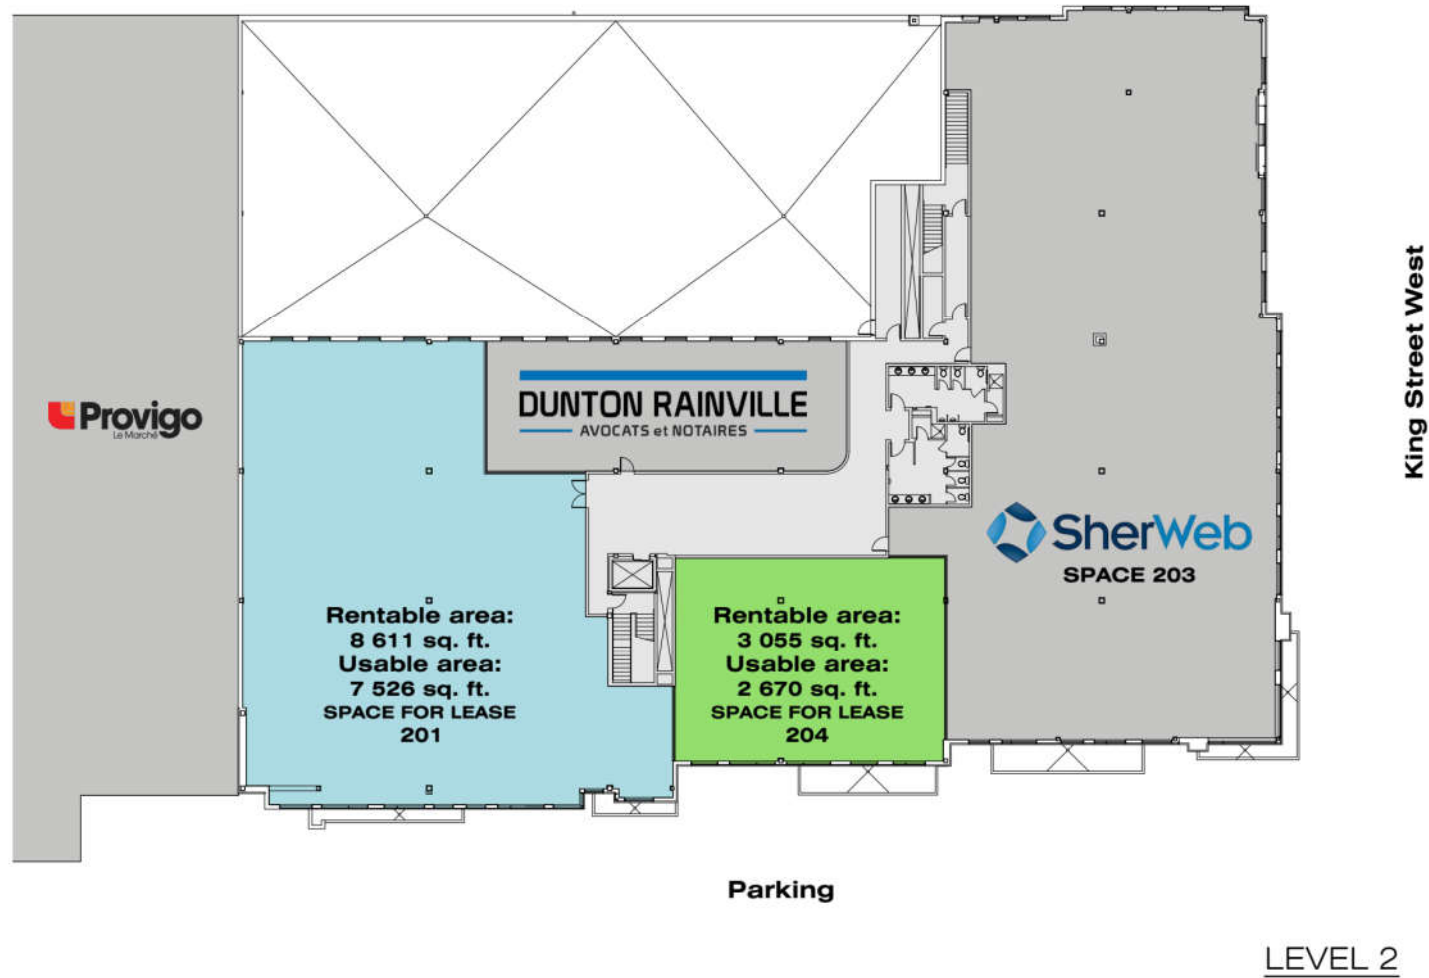 Provigo
Le Marché
DUNTON RAINVILLE
AVOCATS et NOTAIRES
SherWeb
SPACE 203
King Street West
Rentable area:
8 611 sq. ft.
Usable area:
7 526 sq. ft.
SPACE FOR LEASE
201
Rentable area:
3 055 sq. ft.
Usable area:
2 670 sq. ft.
SPACE FOR LEASE
204
Parking
LEVEL 2